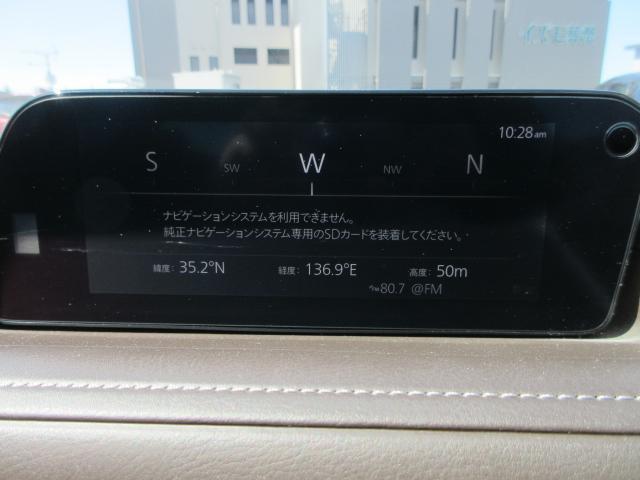 10:28am
S SW W NW N
ナビゲーションシステムを利用できません。
純正ナビゲーションシステム専用のSDカードを装着してください。
緯度: 35.2°N 経度: 136.9°E 高度: 50m
80.7 @FM